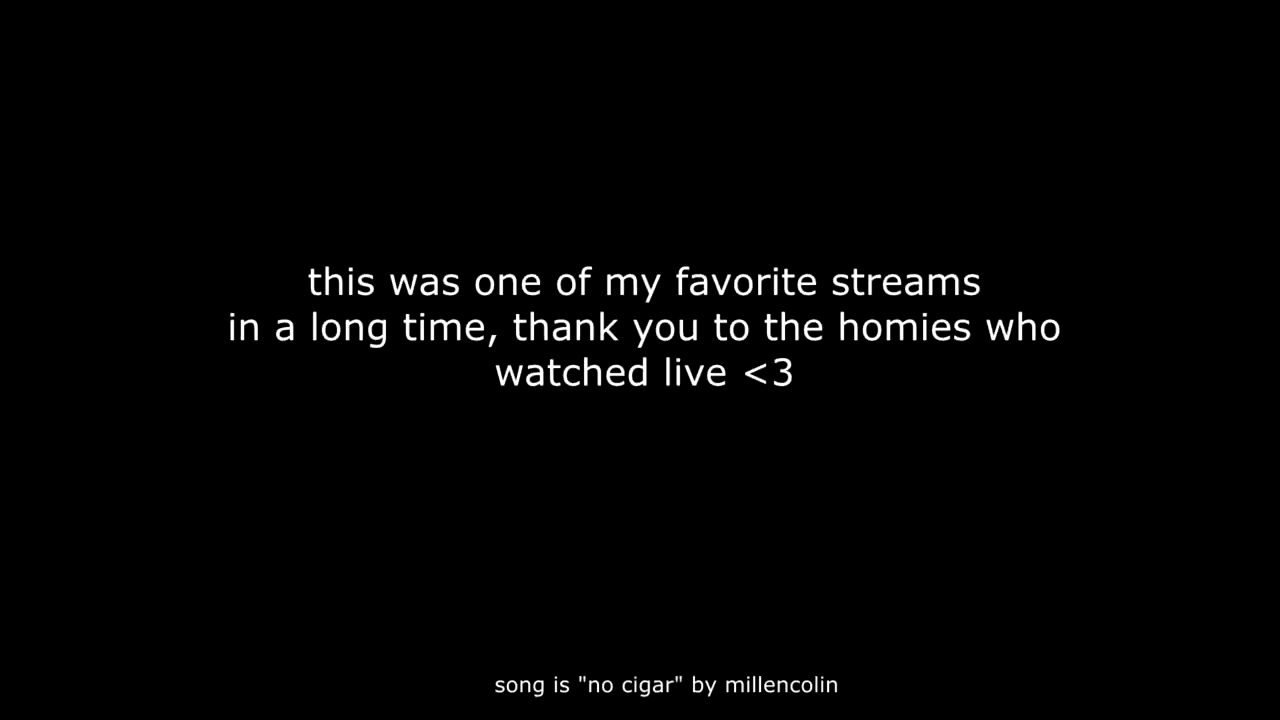 this was one of my favorite streams
in a long time, thank you to the homies who
watched live <3
song is "no cigar" by millencolin